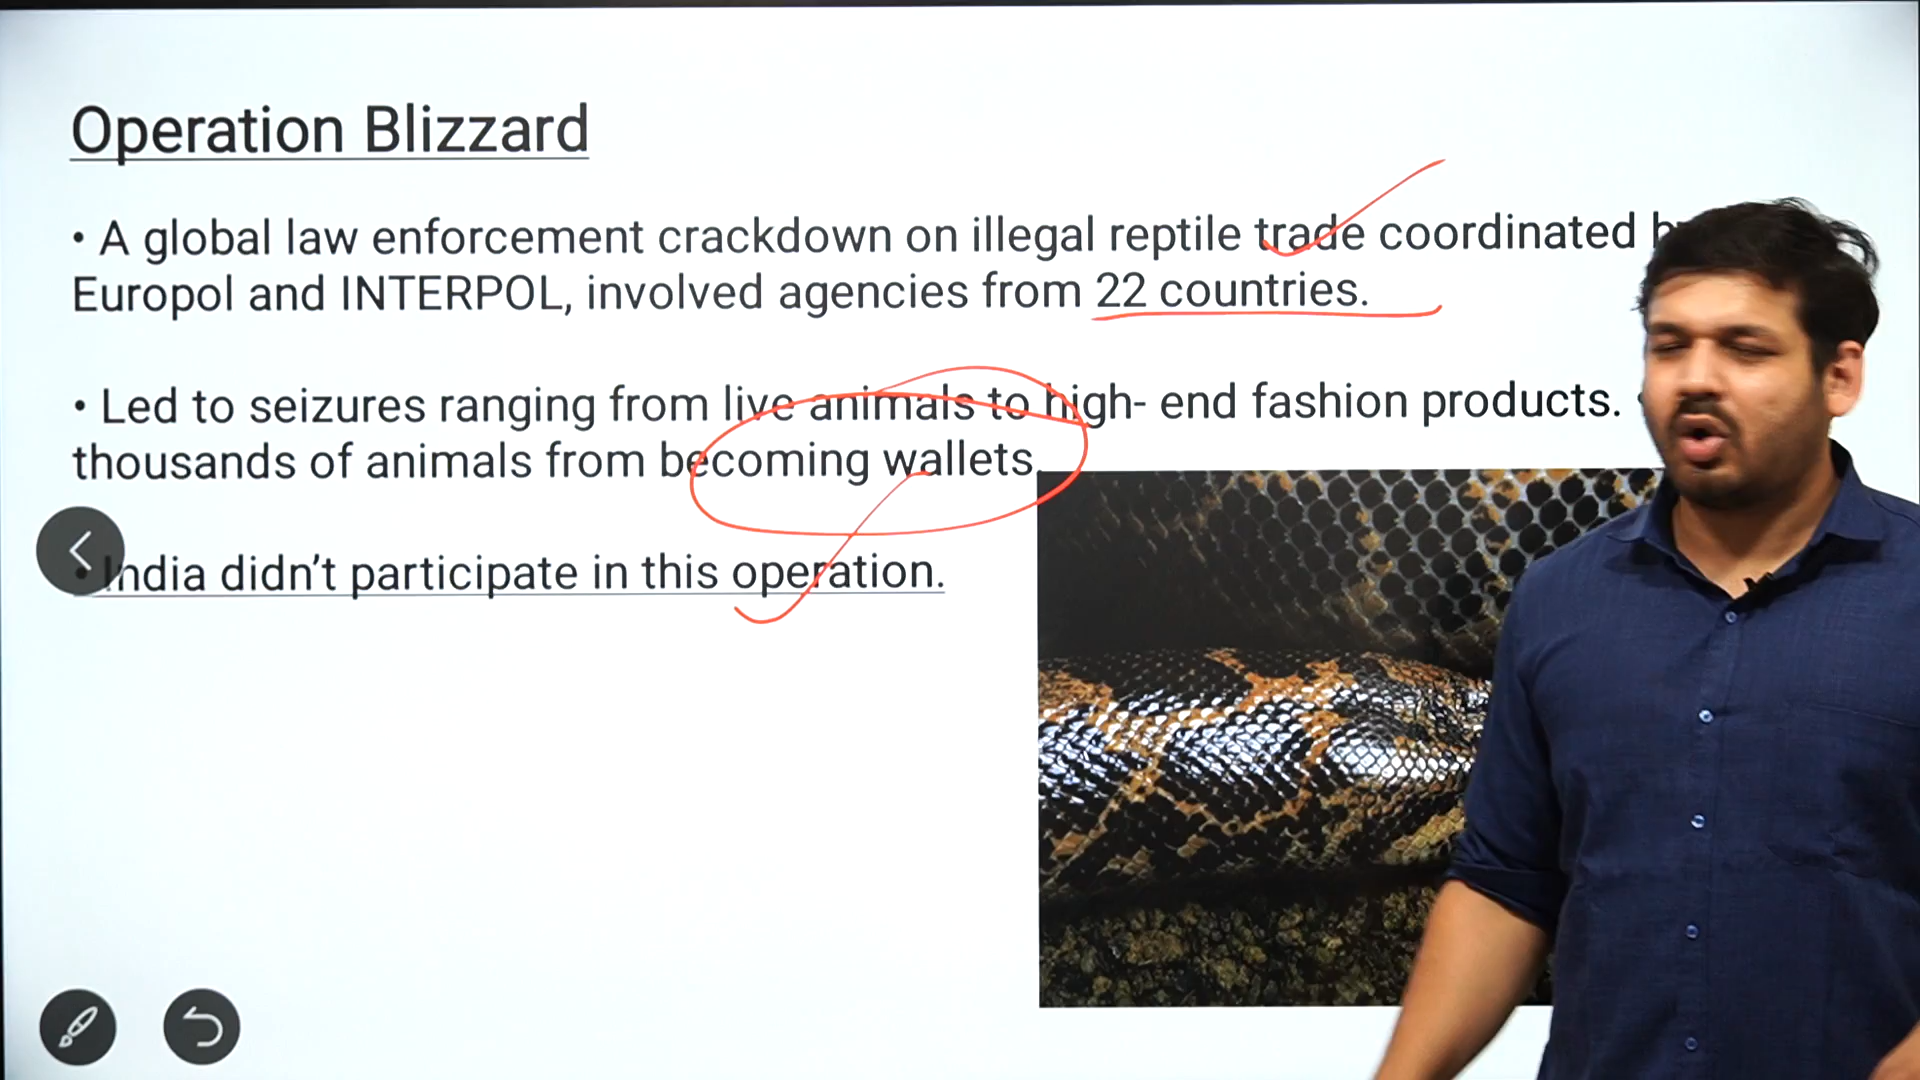 Operation Blizzard
• A global law enforcement crackdown on illegal reptile trade coordinated
Europol and INTERPOL, involved agencies from 22 countries.
• Led to seizures ranging from live animals to high- end fashion products.
thousands of animals from becoming wallets.
India didn’t participate in this operation.